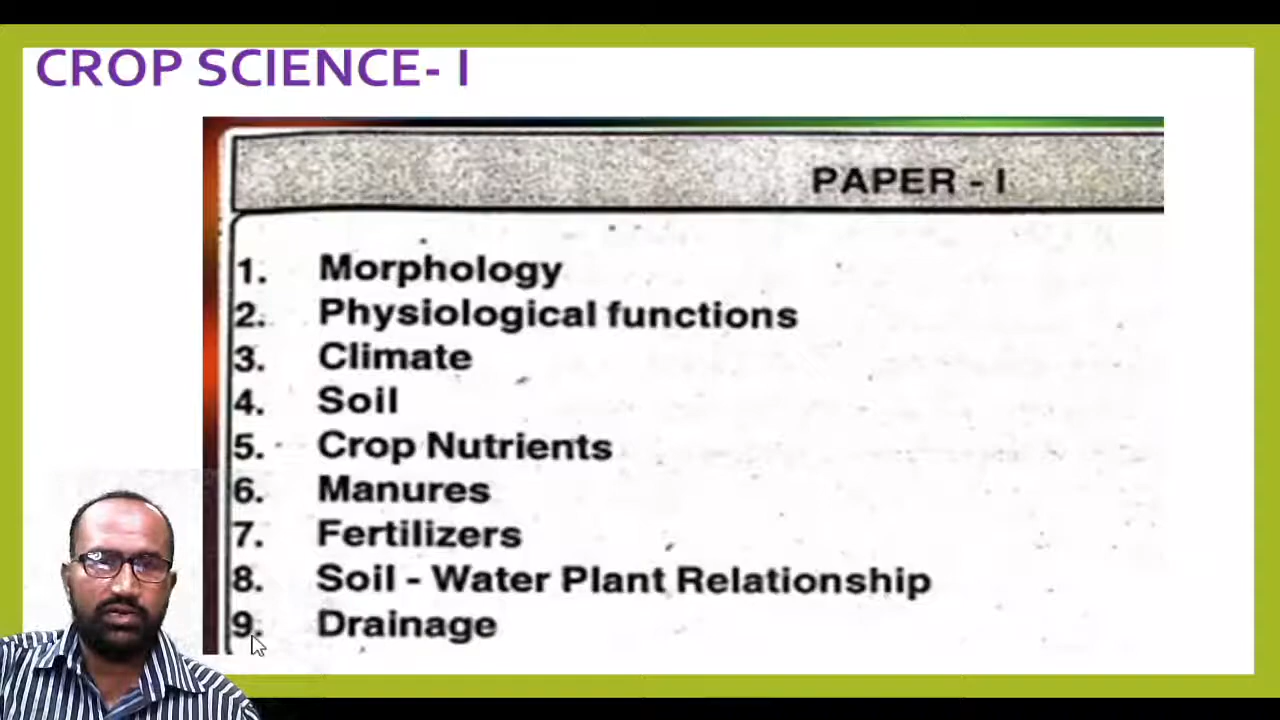 CROP SCIENCE- I
PAPER - I
1. Morphology
2. Physiological functions
3. Climate
4. Soil
5. Crop Nutrients
6. Manures
7. Fertilizers
8. Soil - Water Plant Relationship
9. Drainage